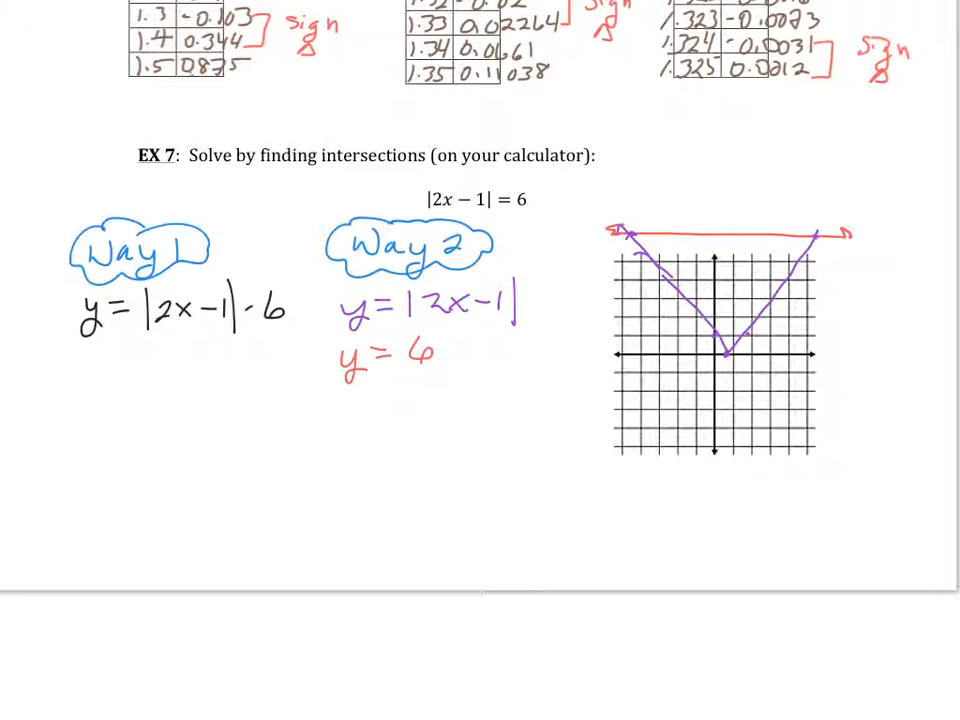 1.3 -0.103
1.4 0.344
1.5 0.875
sign
Δ
1.33 0.02264
1.34 0.0661
1.35 0.11038
1.323 -0.0073
1.324 -0.0031
1.325 0.0012
sign
Δ
EX 7: Solve by finding intersections (on your calculator):
|2x − 1| = 6
Way 1
y = |2x-1| - 6
Way 2
y = |2x-1|
y = 6